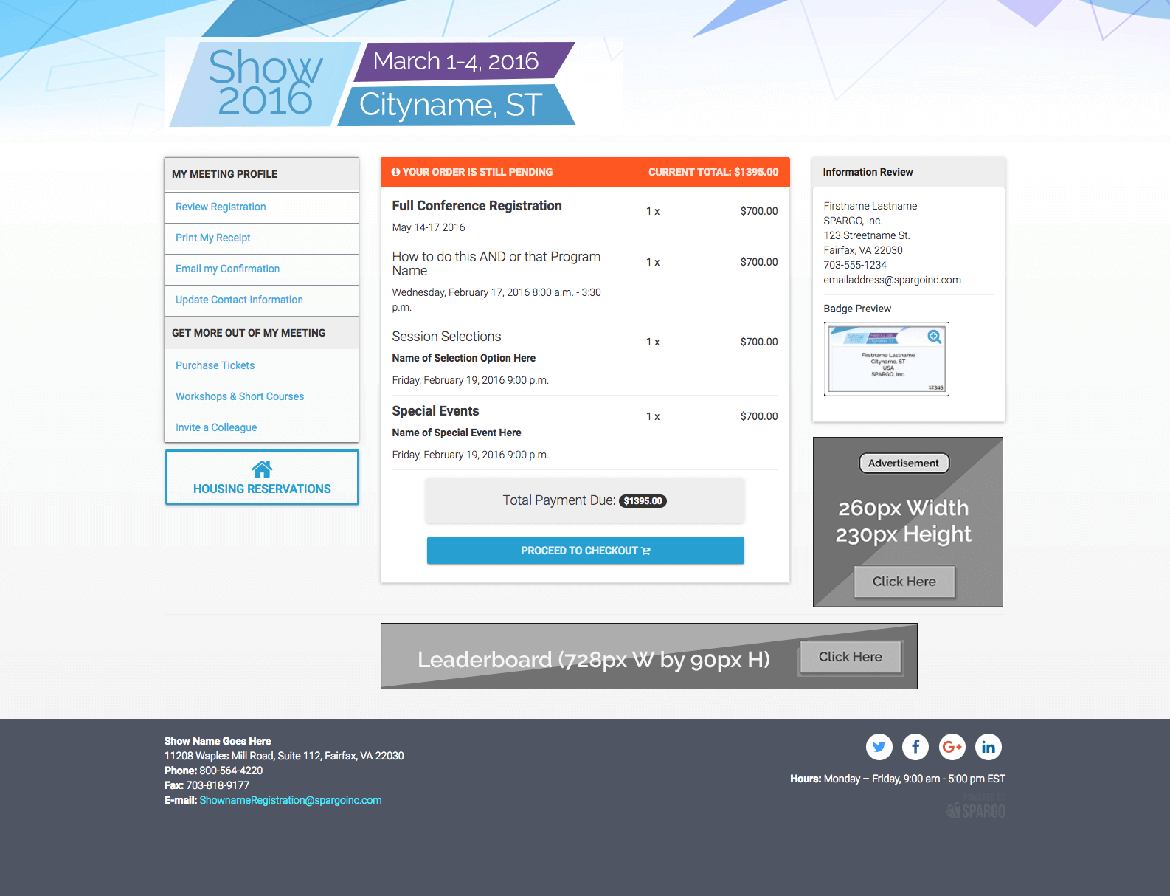 Show
2016
March 1-4, 2016
Cityname, ST
MY MEETING PROFILE
Review Registration
Print My Receipt
Email my Confirmation
Update Contact Information
GET MORE OUT OF MY MEETING
Purchase Tickets
Workshops & Short Courses
Invite a Colleague
HOUSING RESERVATIONS
YOUR ORDER IS STILL PENDING CURRENT TOTAL: $1395.00
Full Conference Registration 1 x $700.00
May 14-17 2016
How to do this AND or that Program 1 x $700.00
Name
Wednesday, February 17, 2016 8:00 a.m. - 3:30
p.m.
Session Selections 1 x $700.00
Name of Selection Option Here
Friday, February 19, 2016 9:00 p.m.
Special Events 1 x $700.00
Name of Special Event Here
Friday, February 19, 2016 9:00 p.m.
Total Payment Due: $1395.00
PROCEED TO CHECKOUT
Information Review
Firstname Lastname
SPARGO, Inc.
123 Streetname St.
Fairfax, VA 22030
703-555-1234
emailaddress@spargoinc.com
Badge Preview
Firstname Lastname
Cityname, ST
USA
SPARGO, Inc.
12345
Advertisement
260px Width
230px Height
Click Here
Leaderboard (728px W by 90px H)
Click Here
Show Name Goes Here
11208 Waples Mill Road, Suite 112, Fairfax, VA 22030
Phone: 800-564-4220
Fax: 703-818-9177
E-mail: ShownameRegistration@spargoinc.com
Hours: Monday – Friday, 9:00 am - 5:00 pm EST
SPARGO